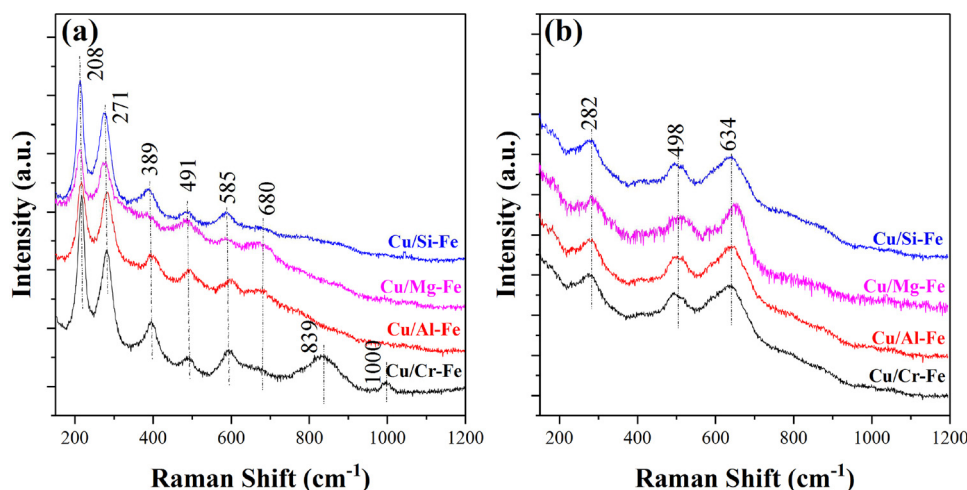 (a)
208
271
389
491
585
680
839
1000
Cu/Si-Fe
Cu/Mg-Fe
Cu/Al-Fe
Cu/Cr-Fe
Intensity (a.u.)
200 400 600 800 1000 1200
Raman Shift (cm⁻¹)
(b)
282
498
634
Cu/Si-Fe
Cu/Mg-Fe
Cu/Al-Fe
Cu/Cr-Fe
Intensity (a.u.)
200 400 600 800 1000 1200
Raman Shift (cm⁻¹)